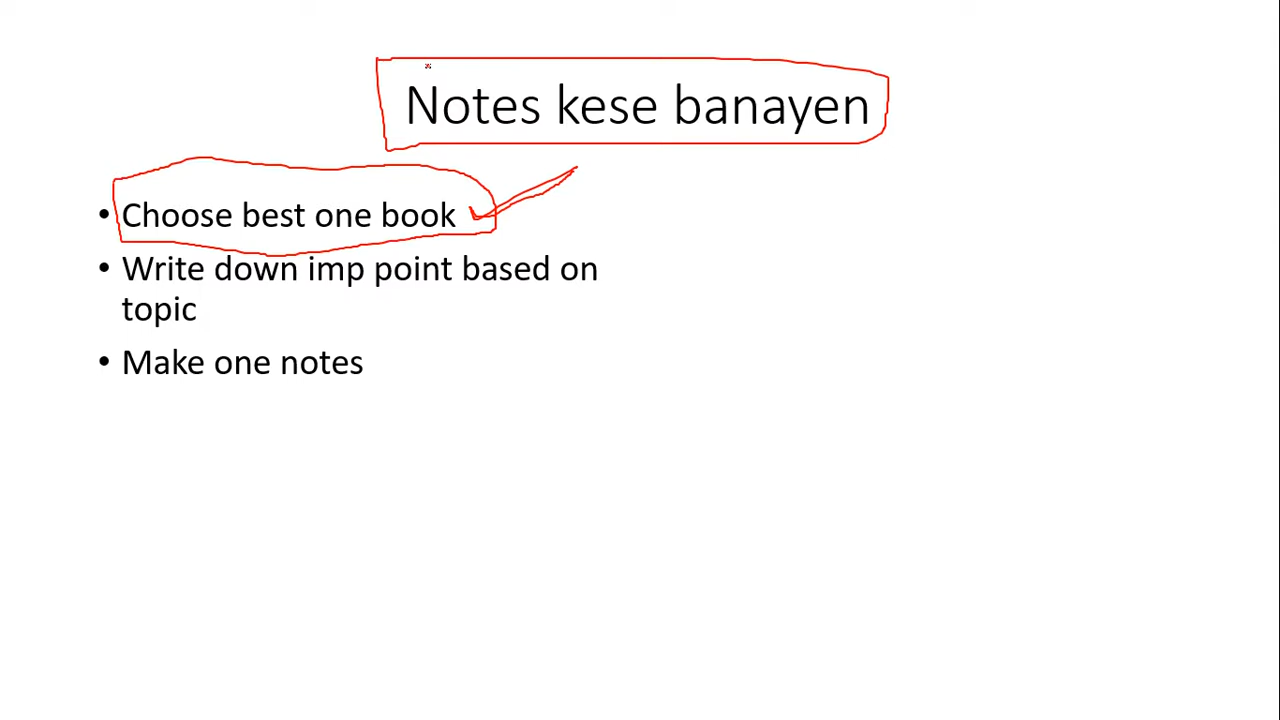 Notes kese banayen
• Choose best one book
• Write down imp point based on
topic
• Make one notes